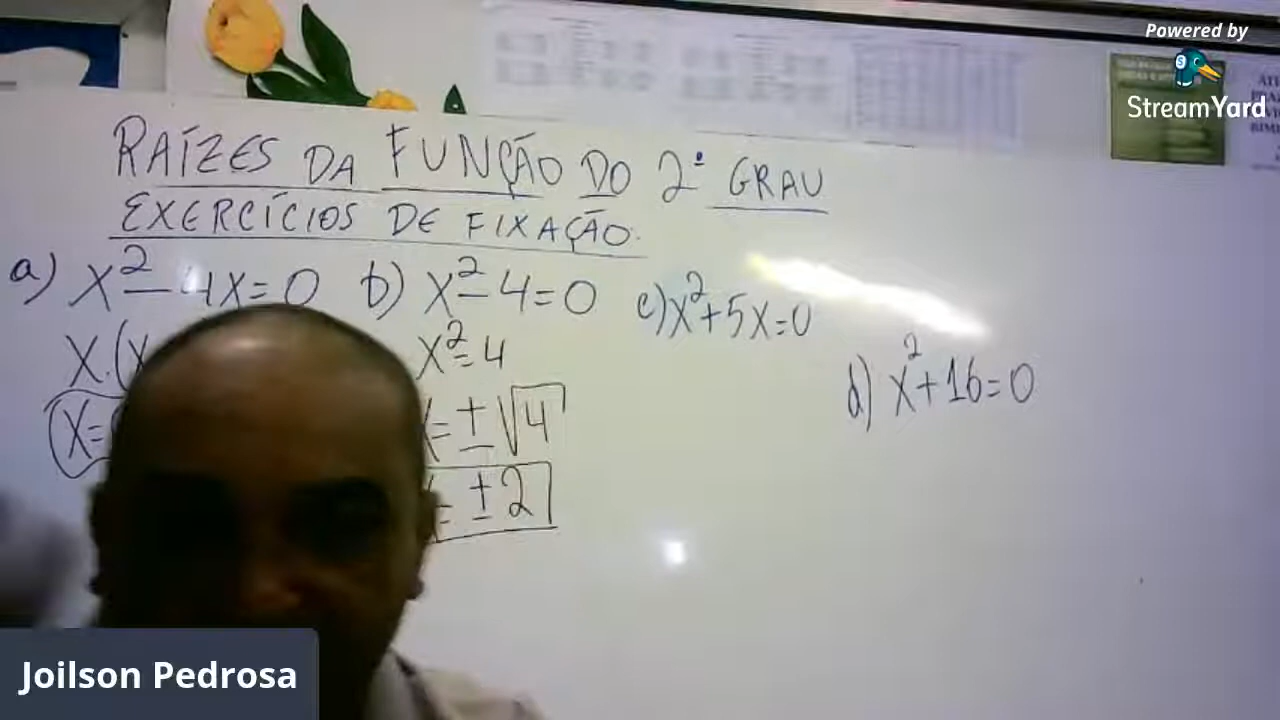 Powered by
StreamYard
RAÍZES DA FUNÇÃO DO 2º GRAU
EXERCÍCIOS DE FIXAÇÃO.
a) x² - 4x = 0
x.(x
x=
b) x² - 4 = 0
x² = 4
= ± √4
= ± 2
c) x² + 5x = 0
d) x² + 16 = 0
Joilson Pedrosa